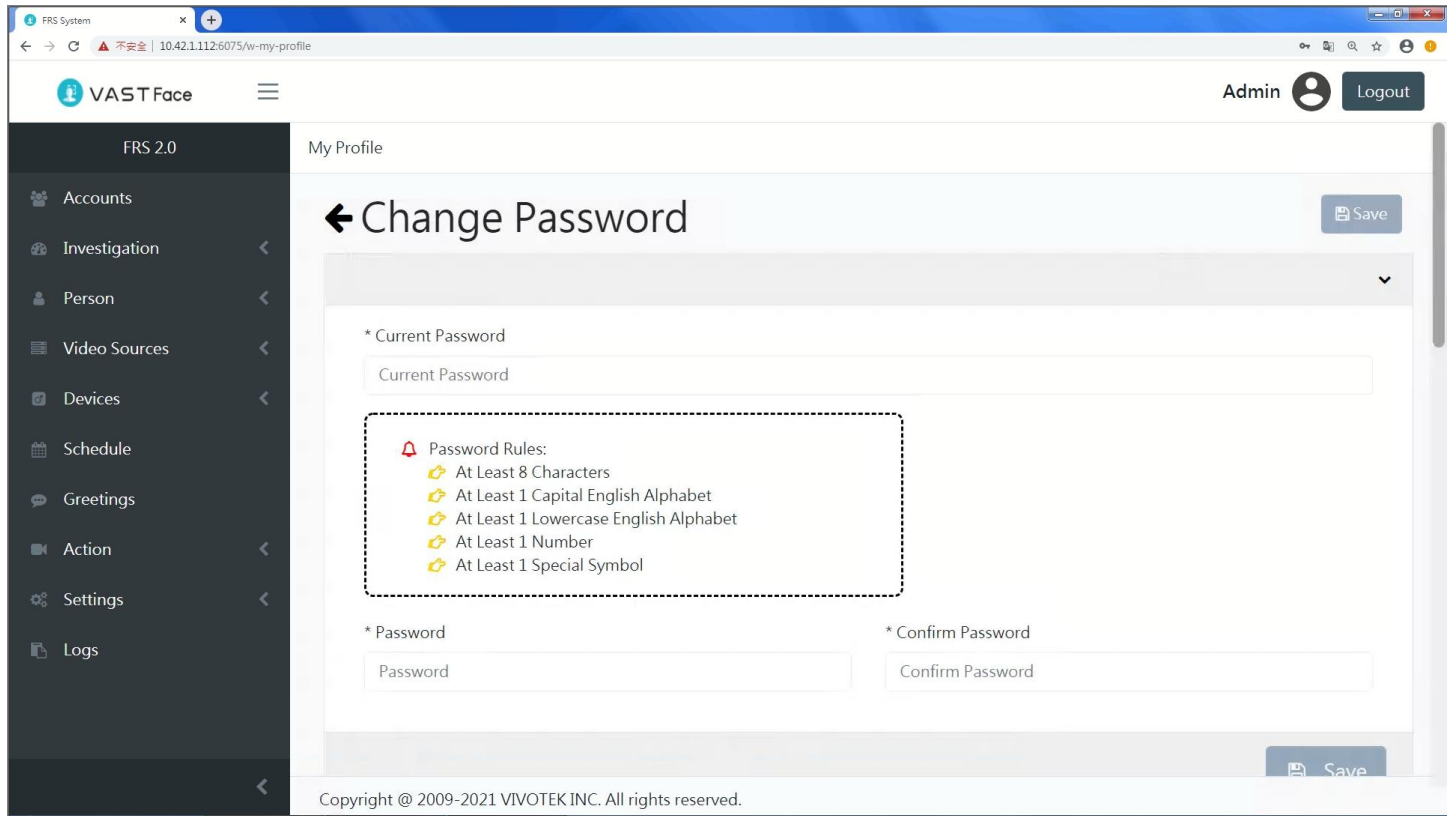 FRS System
不安全 | 10.42.1.112:6075/w-my-profile
VAST Face
Admin
Logout
FRS 2.0
My Profile
Accounts
Investigation
Person
Video Sources
Devices
Schedule
Greetings
Action
Settings
Logs
Change Password
Save
* Current Password
Current Password
Password Rules:
At Least 8 Characters
At Least 1 Capital English Alphabet
At Least 1 Lowercase English Alphabet
At Least 1 Number
At Least 1 Special Symbol
* Password
* Confirm Password
Password
Confirm Password
Save
Copyright @ 2009-2021 VIVOTEK INC. All rights reserved.